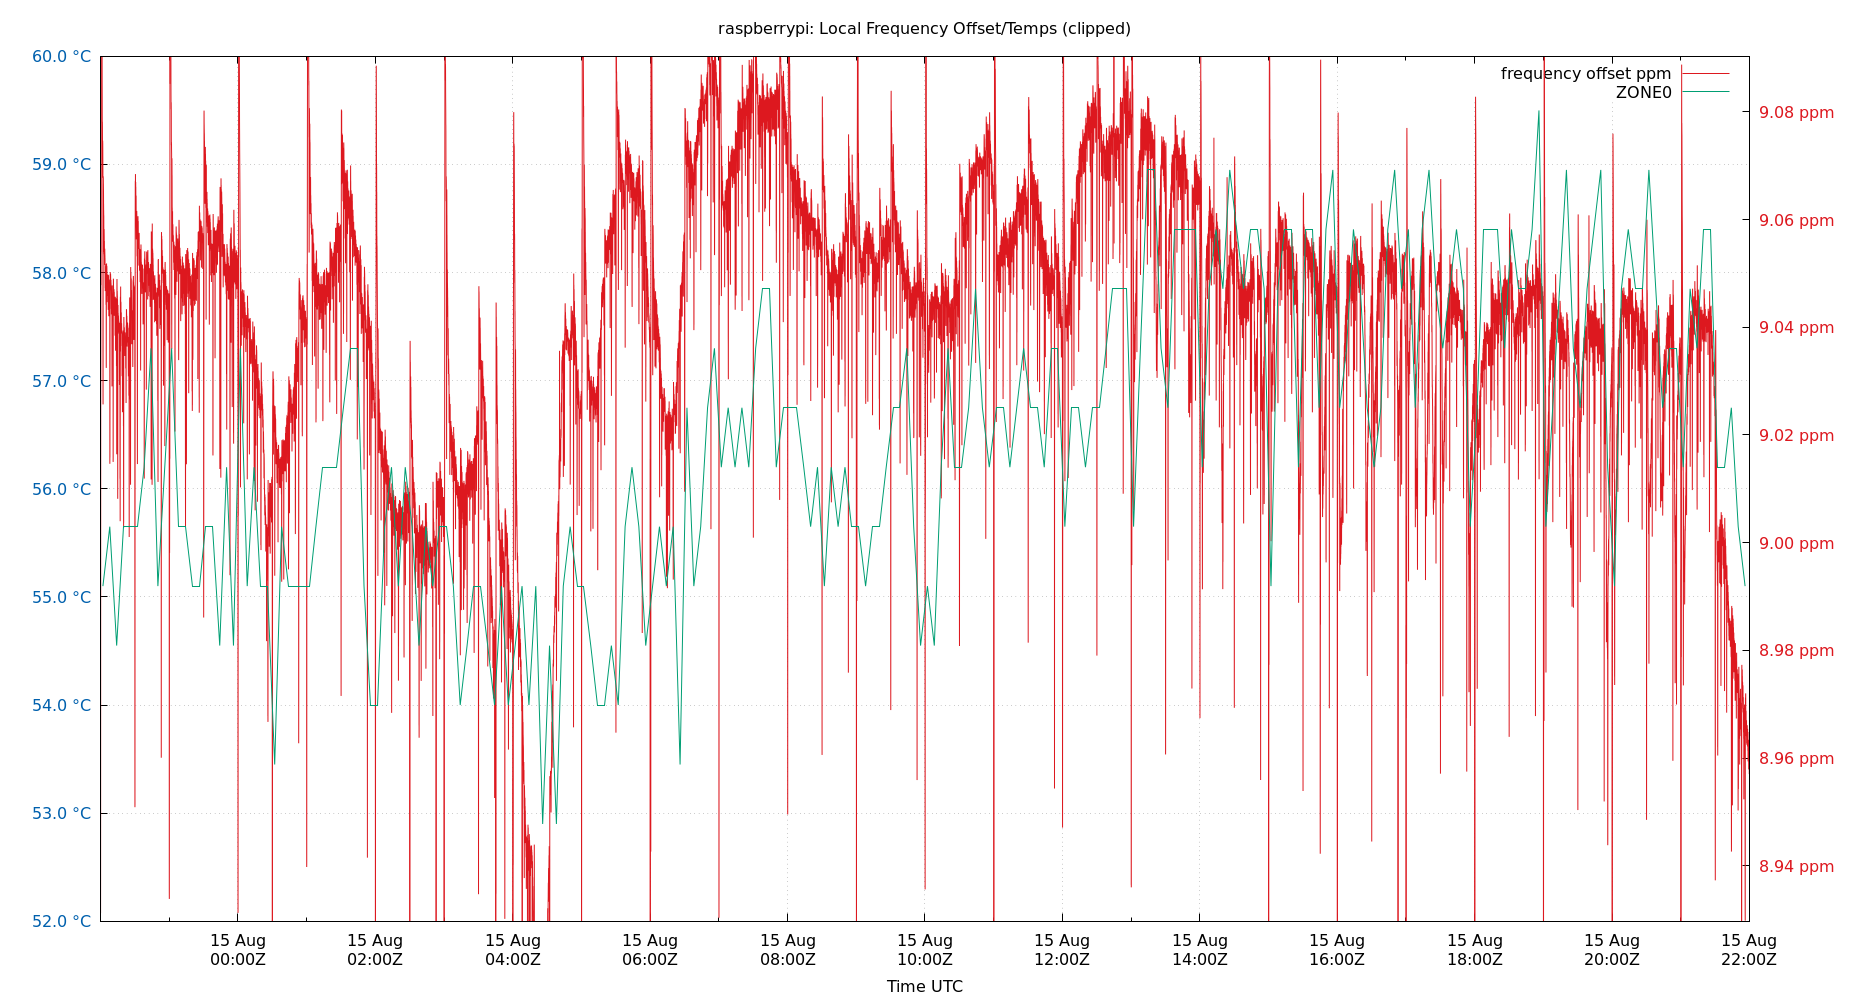 raspberrypi: Local Frequency Offset/Temps (clipped)
60.0 °C
59.0 °C
58.0 °C
57.0 °C
56.0 °C
55.0 °C
54.0 °C
53.0 °C
52.0 °C
frequency offset ppm
ZONE0
9.08 ppm
9.06 ppm
9.04 ppm
9.02 ppm
9.00 ppm
8.98 ppm
8.96 ppm
8.94 ppm
15 Aug
00:00Z
15 Aug
02:00Z
15 Aug
04:00Z
15 Aug
06:00Z
15 Aug
08:00Z
15 Aug
10:00Z
15 Aug
12:00Z
15 Aug
14:00Z
15 Aug
16:00Z
15 Aug
18:00Z
15 Aug
20:00Z
15 Aug
22:00Z
Time UTC